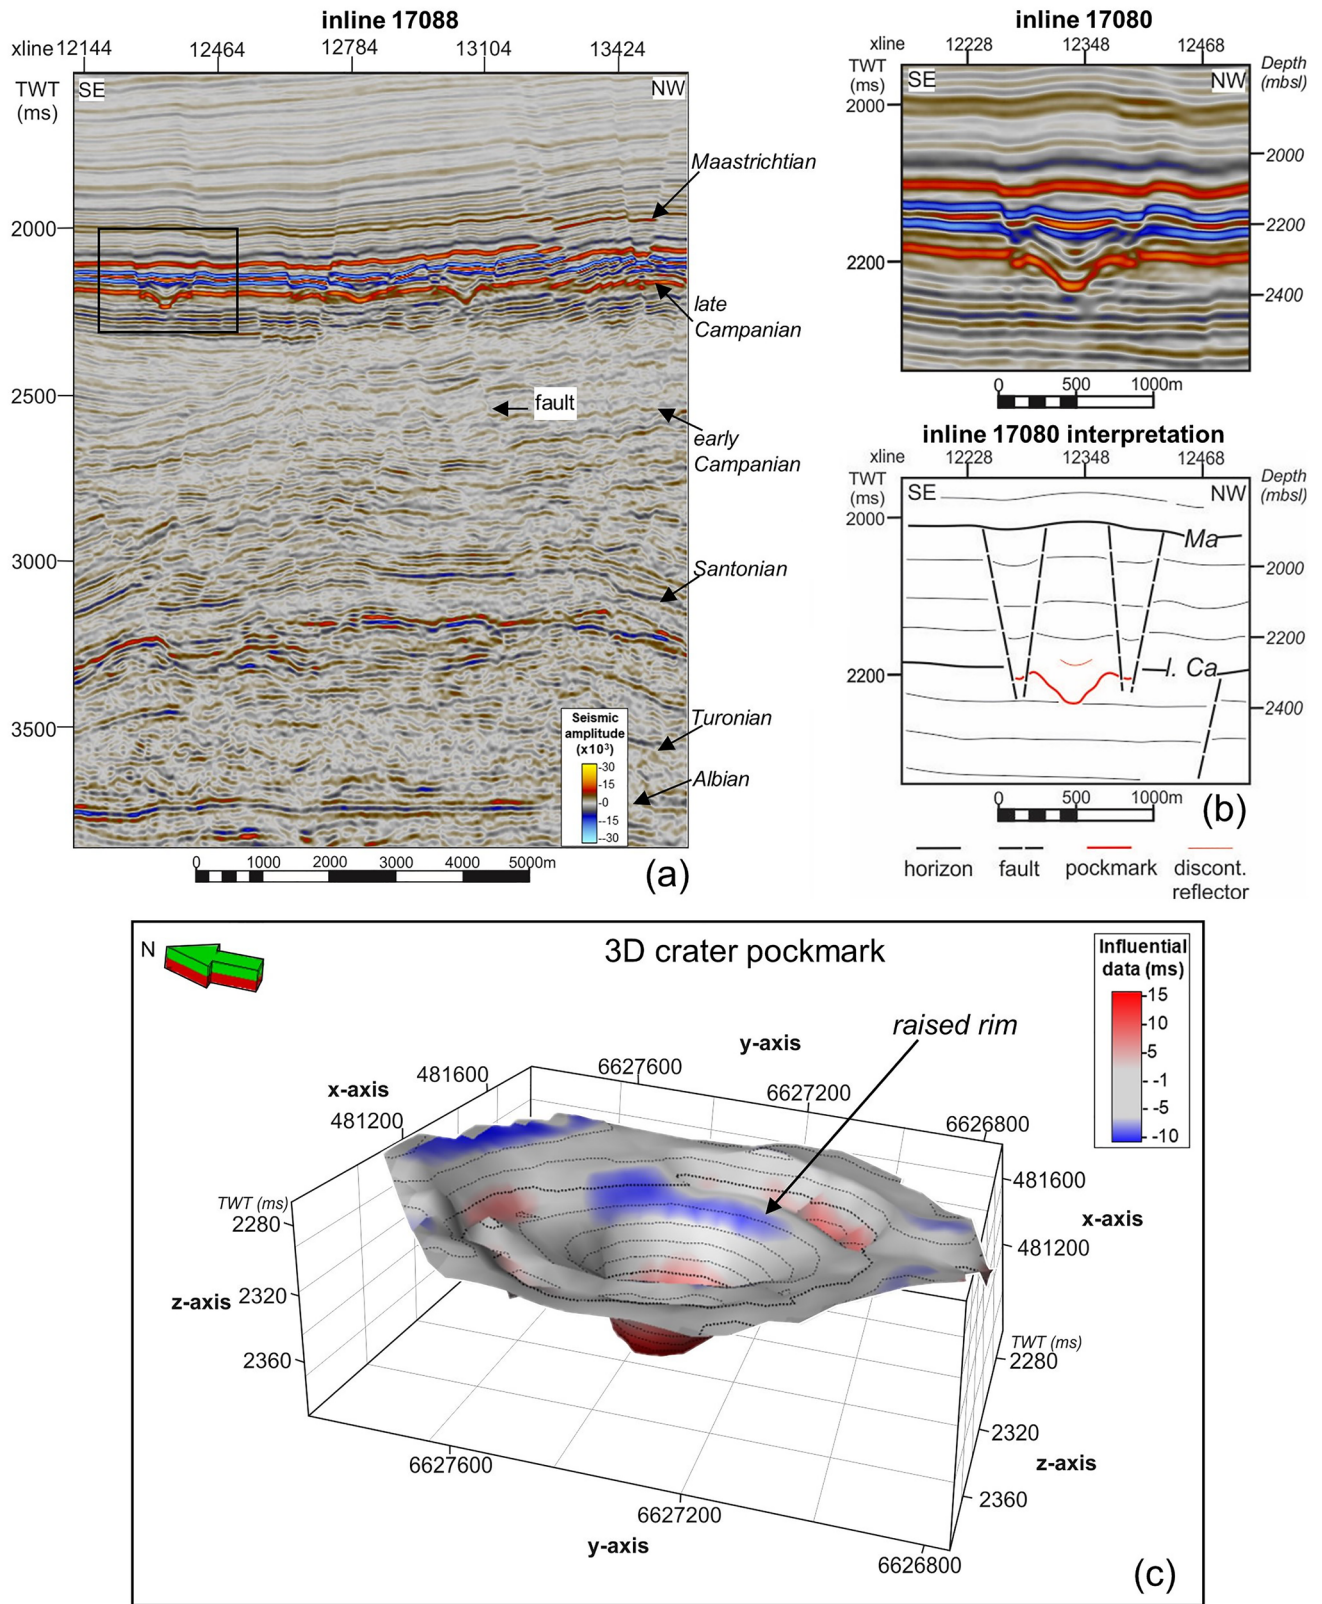 inline 17088
xline 12144 12464 12784 13104 13424
TWT
(ms)
SE
NW
2000
2500
3000
3500
Maastrichtian
late
Campanian
fault
early
Campanian
Santonian
Turonian
Albian
Seismic
amplitude
(x10³)
-30
-15
-0
--15
--30
0 1000 2000 3000 4000 5000m
(a)
inline 17080
xline 12228 12348 12468
TWT
(ms)
Depth
(mbsl)
SE
NW
2000
2200
2000
2200
2400
0 500 1000m
inline 17080 interpretation
xline 12228 12348 12468
TWT
(ms)
Depth
(mbsl)
SE
NW
2000
2200
Ma
l. Ca
2000
2200
2400
0 500 1000m
(b)
horizon fault pockmark discont.
reflector
N
3D crater pockmark
Influential
data (ms)
15
10
5
-1
-5
-10
raised rim
y-axis
6627600
6627200
6626800
x-axis
481600
481200
TWT (ms)
2280
2320
2360
z-axis
481600
x-axis
481200
TWT (ms)
2280
2320
z-axis
2360
6627600
6627200
6626800
y-axis
(c)